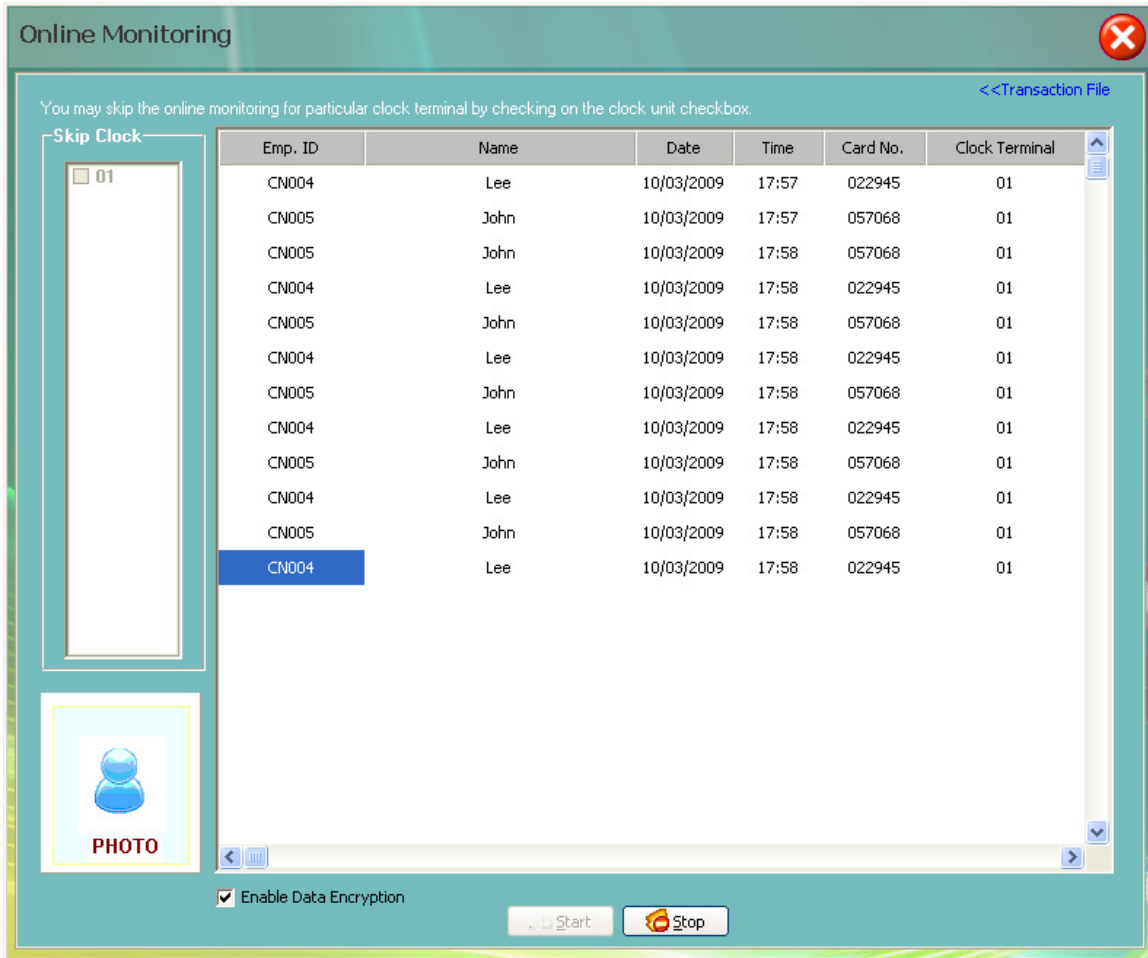 Online Monitoring
<<Transaction File
You may skip the online monitoring for particular clock terminal by checking on the clock unit checkbox.
Skip Clock
01
Emp. ID Name Date Time Card No. Clock Terminal
CN004 Lee 10/03/2009 17:57 022945 01
CN005 John 10/03/2009 17:57 057068 01
CN005 John 10/03/2009 17:58 057068 01
CN004 Lee 10/03/2009 17:58 022945 01
CN005 John 10/03/2009 17:58 057068 01
CN004 Lee 10/03/2009 17:58 022945 01
CN005 John 10/03/2009 17:58 057068 01
CN004 Lee 10/03/2009 17:58 022945 01
CN005 John 10/03/2009 17:58 057068 01
CN004 Lee 10/03/2009 17:58 022945 01
CN005 John 10/03/2009 17:58 057068 01
CN004 Lee 10/03/2009 17:58 022945 01
PHOTO
Enable Data Encryption
Start Stop